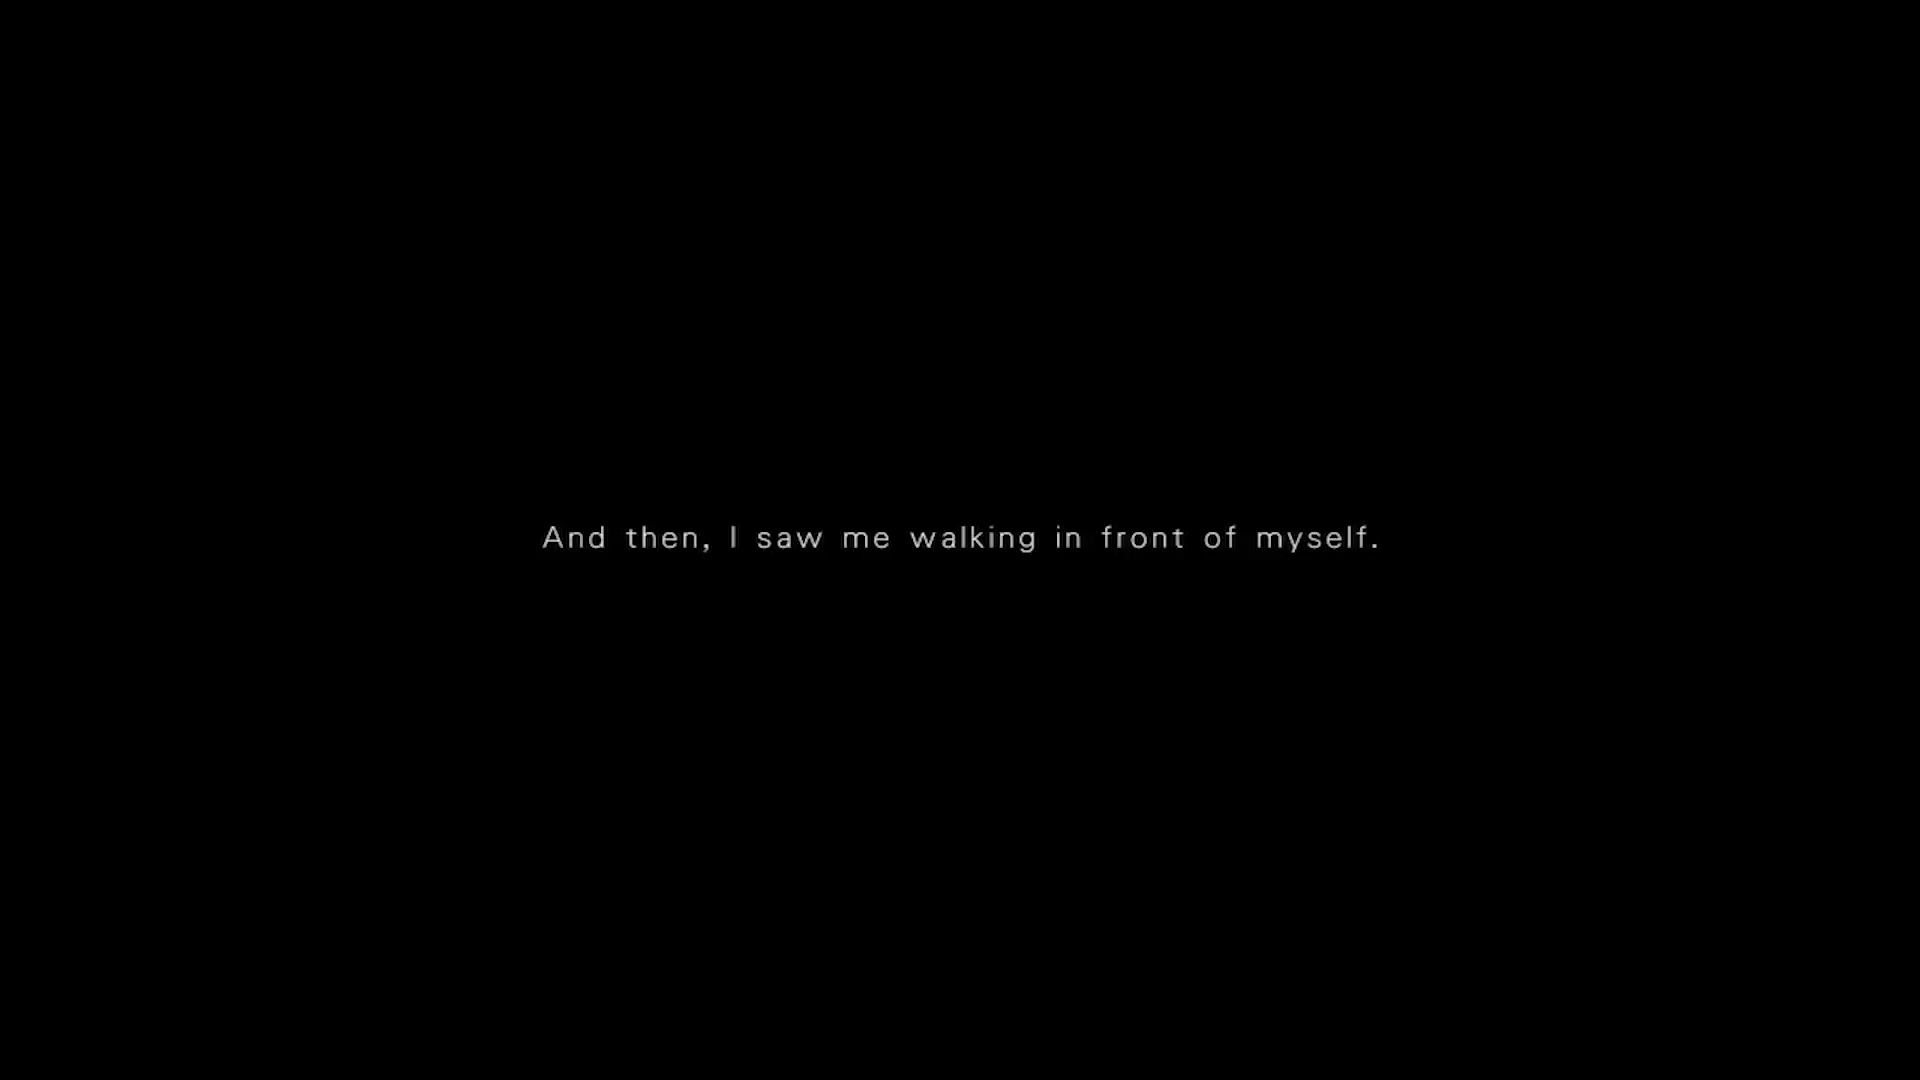 And then, I saw me walking in front of myself.